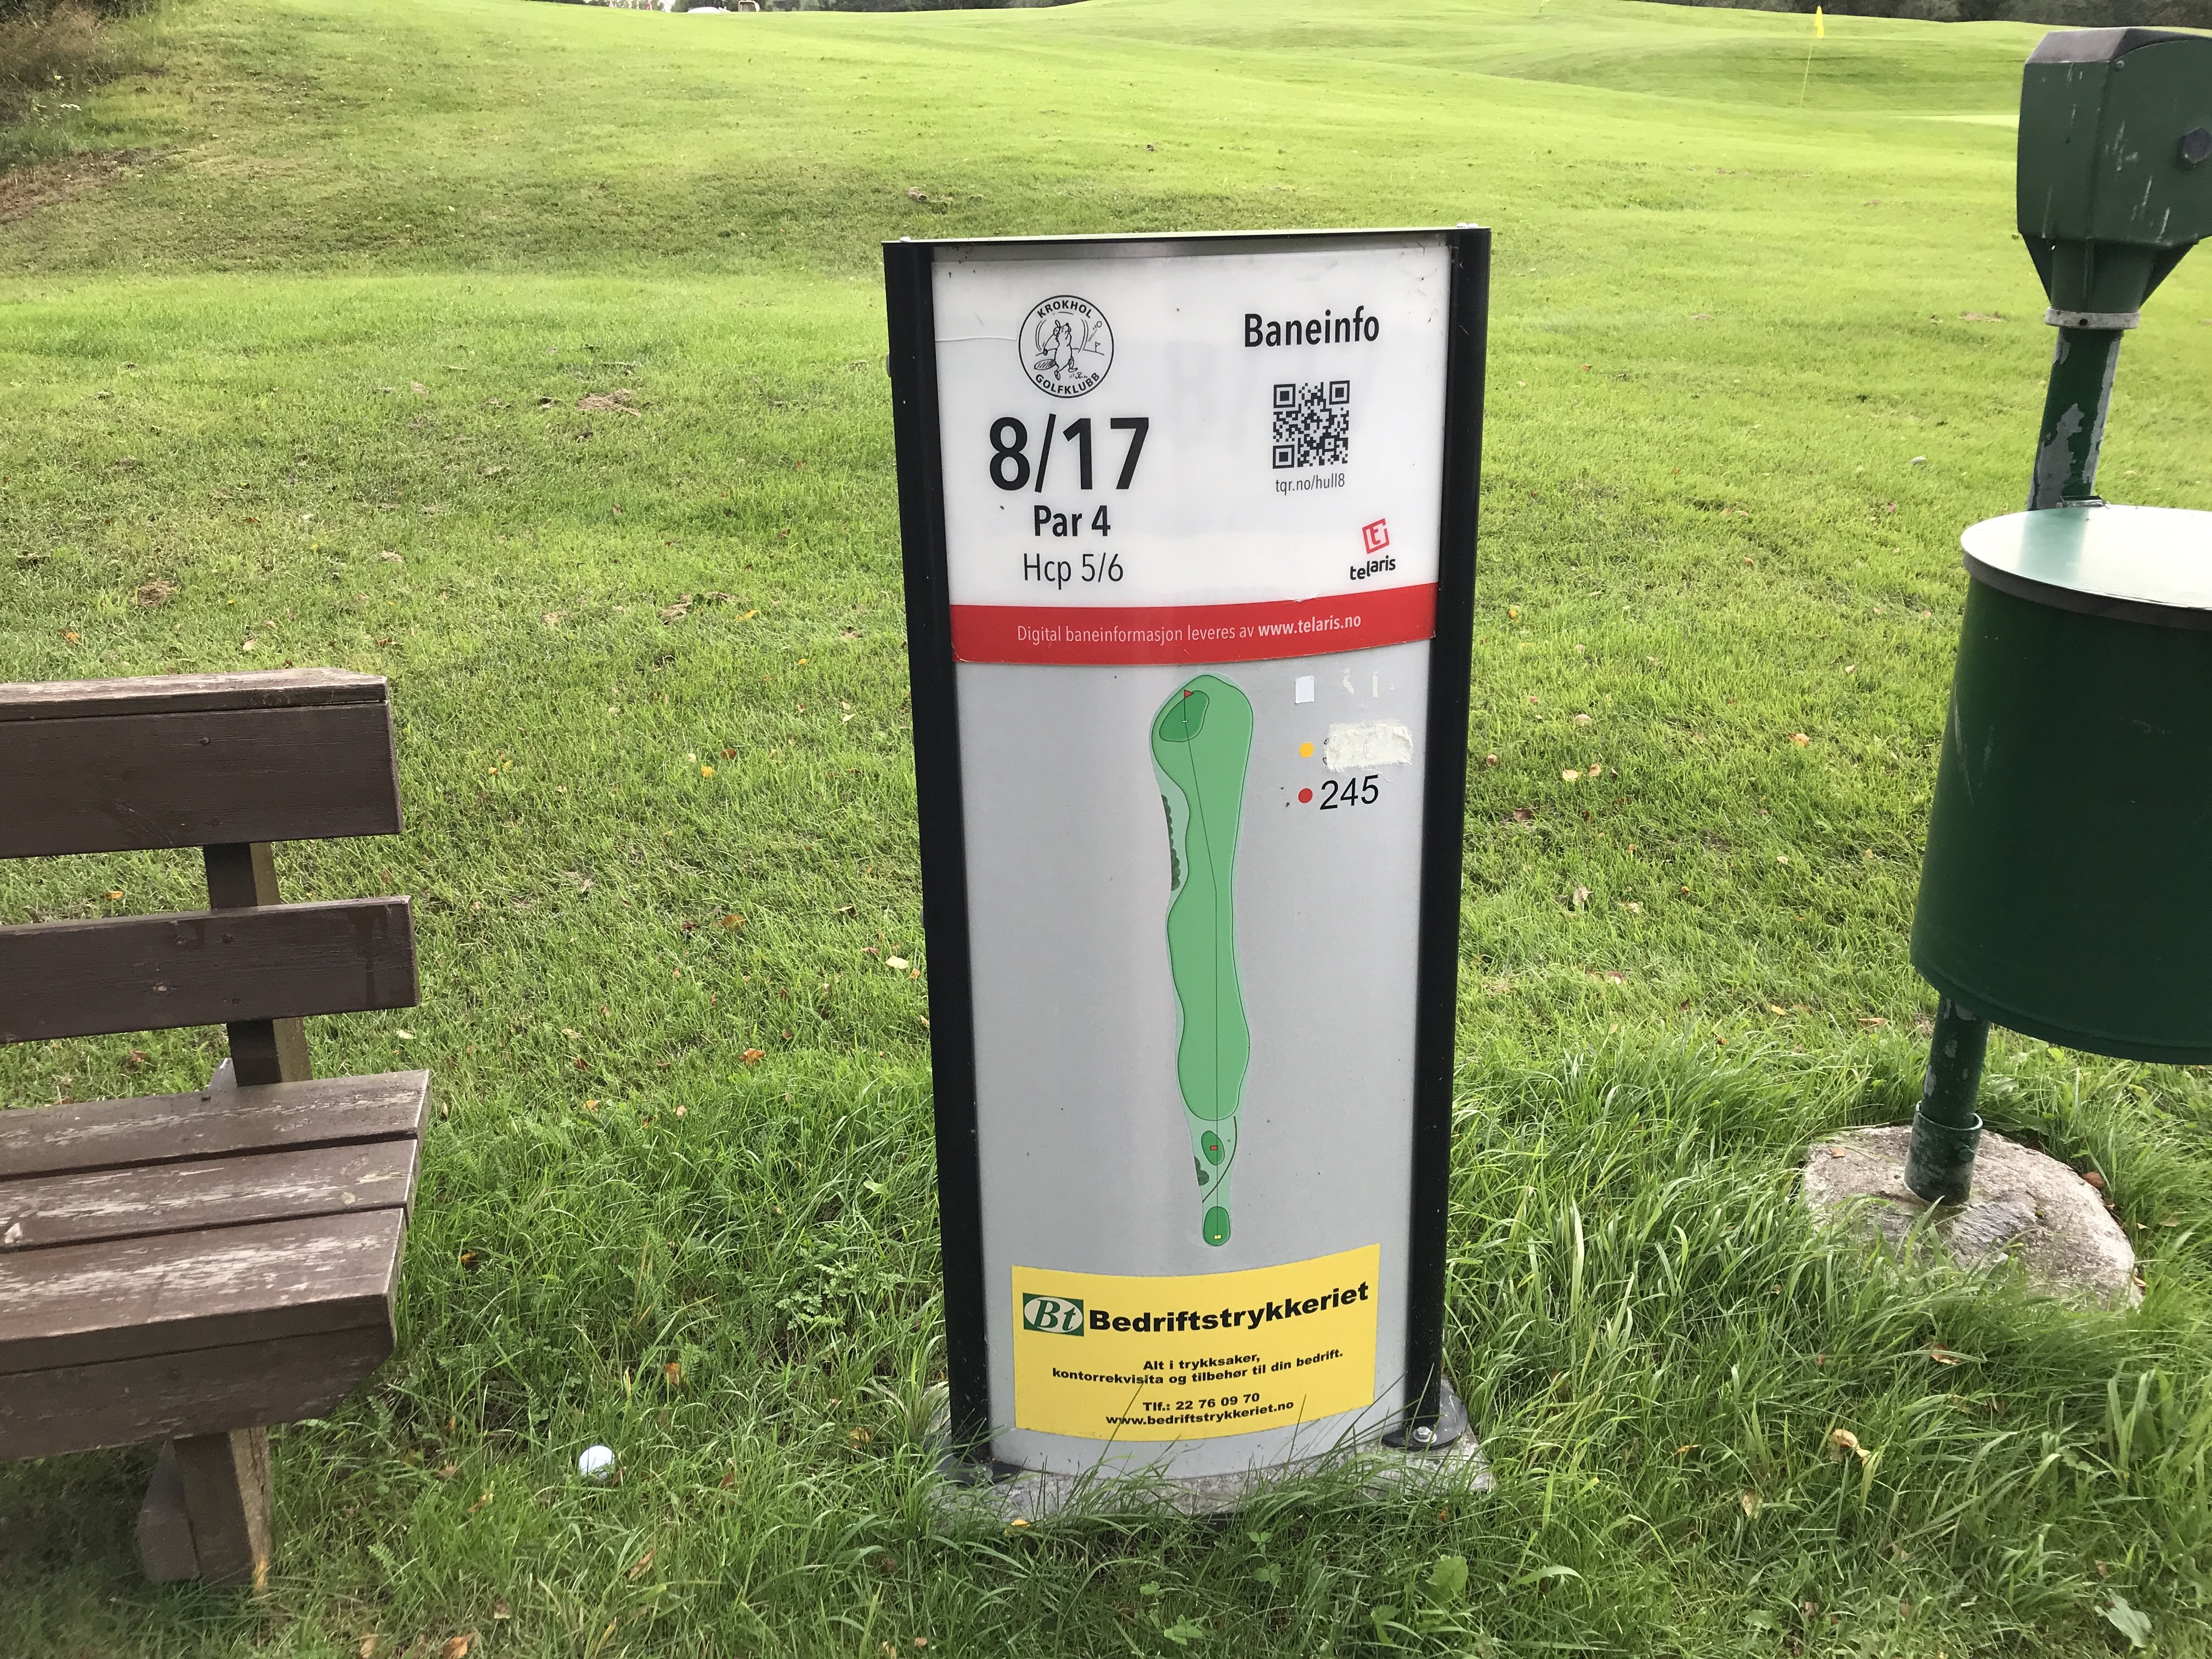 KROKHOL
GOLFKLUBB
8/17
Par 4
Hcp 5/6
Baneinfo
tqr.no/hull8
telaris
Digital baneinformasjon leveres av www.telaris.no
245
Bt Bedriftstrykkeriet
Alt i trykksaker,
kontorrekvisita og tilbehør til din bedrift.
Tlf.: 22 76 09 70
www.bedriftstrykkeriet.no